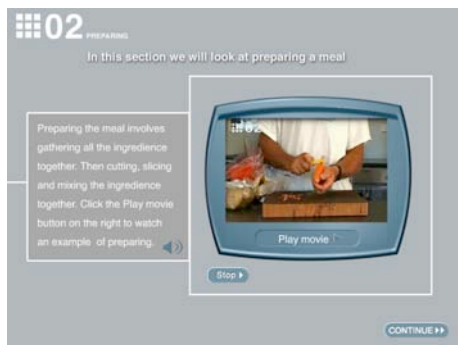 02 PREPARING
In this section we will look at preparing a meal
Preparing the meal involves
gathering all the ingredience
together. Then cutting, slicing
and mixing the ingredience
together. Click the Play movie
button on the right to watch
an example of preparing.
02
Play movie
Stop
CONTINUE